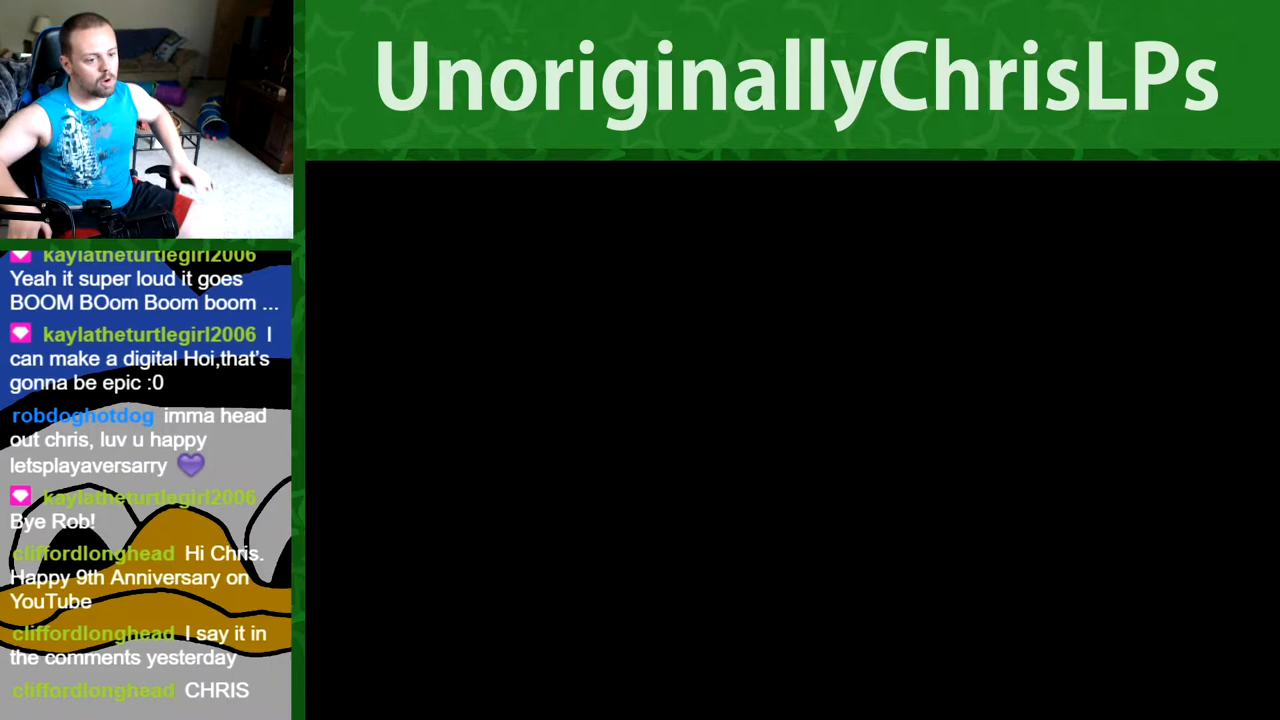 UnoriginallyChrisLPs
kaylatheturtlegirl2006
Yeah it super loud it goes
BOOM BOom Boom boom ...
kaylatheturtlegirl2006 I
can make a digital Hoi,that's
gonna be epic :0
robdoghotdog imma head
out chris, luv u happy
letsplayaversarry 💜
kaylatheturtlegirl2006
Bye Rob!
cliffordlonghead Hi Chris.
Happy 9th Anniversary on
YouTube
cliffordlonghead I say it in
the comments yesterday
cliffordlonghead CHRIS